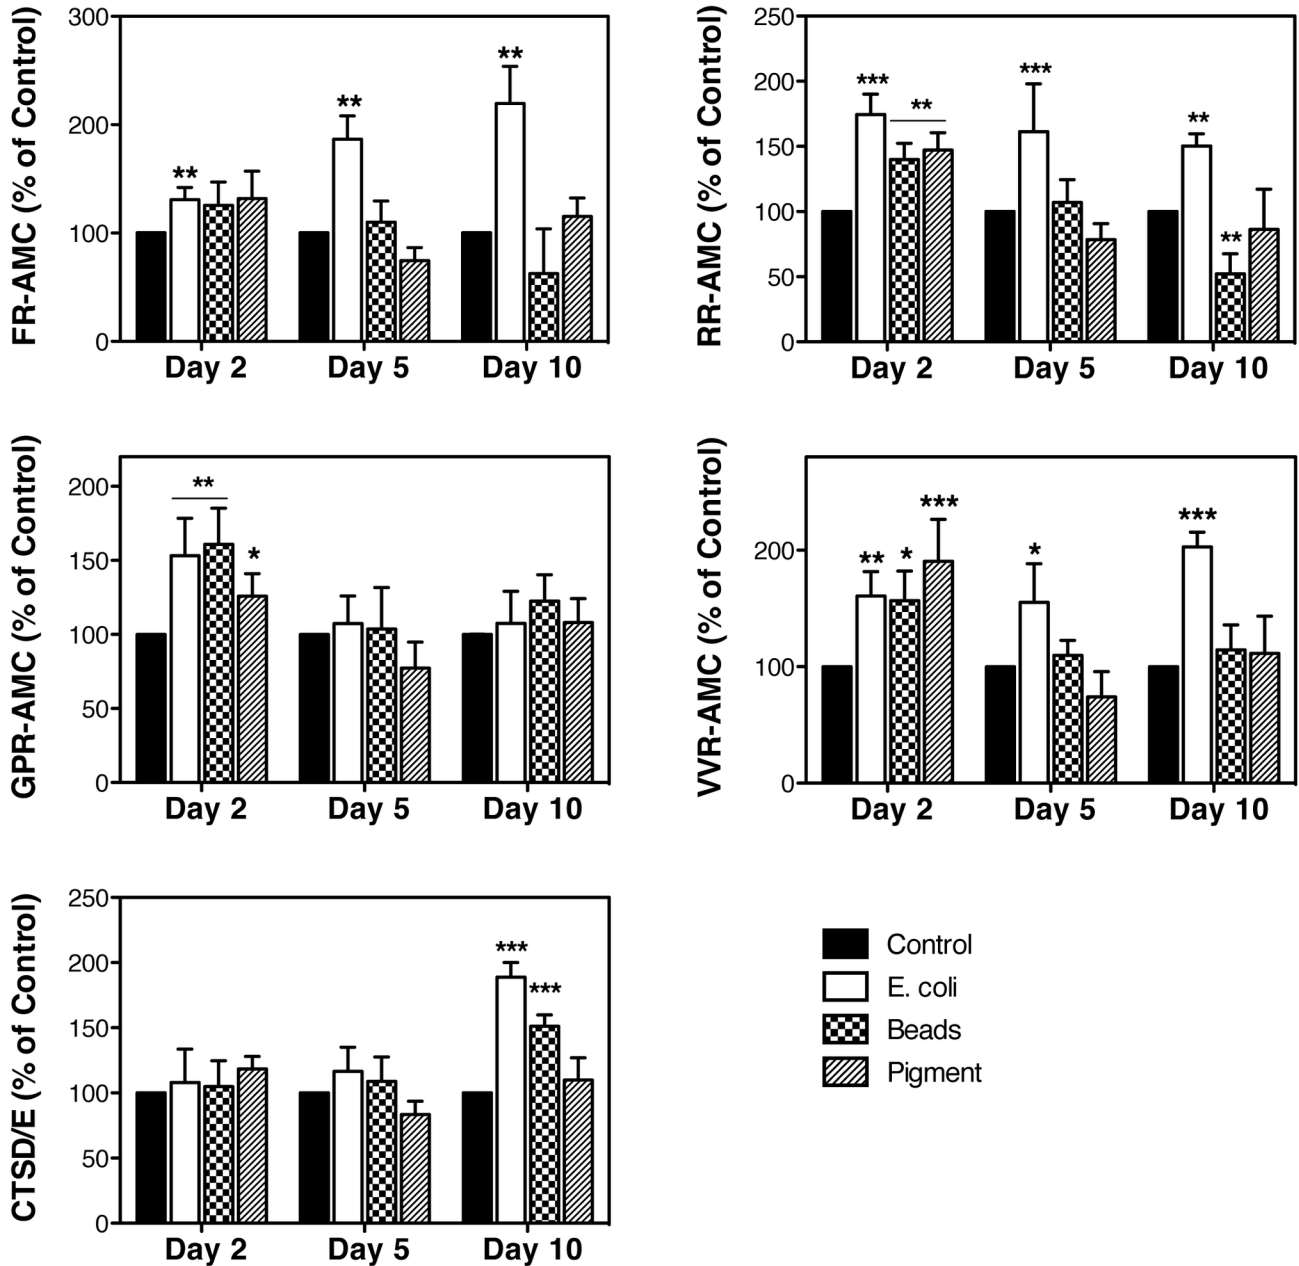 FR-AMC (% of Control)
300
200
100
0
**
**
**
Day 2
Day 5
Day 10
RR-AMC (% of Control)
250
200
150
100
50
0
***
**
***
**
**
Day 2
Day 5
Day 10
GPR-AMC (% of Control)
200
150
100
50
0
**
*
Day 2
Day 5
Day 10
VVR-AMC (% of Control)
200
100
0
**
*
***
*
***
Day 2
Day 5
Day 10
CTSD/E (% of Control)
250
200
150
100
50
0
***
***
Day 2
Day 5
Day 10
Control
E. coli
Beads
Pigment